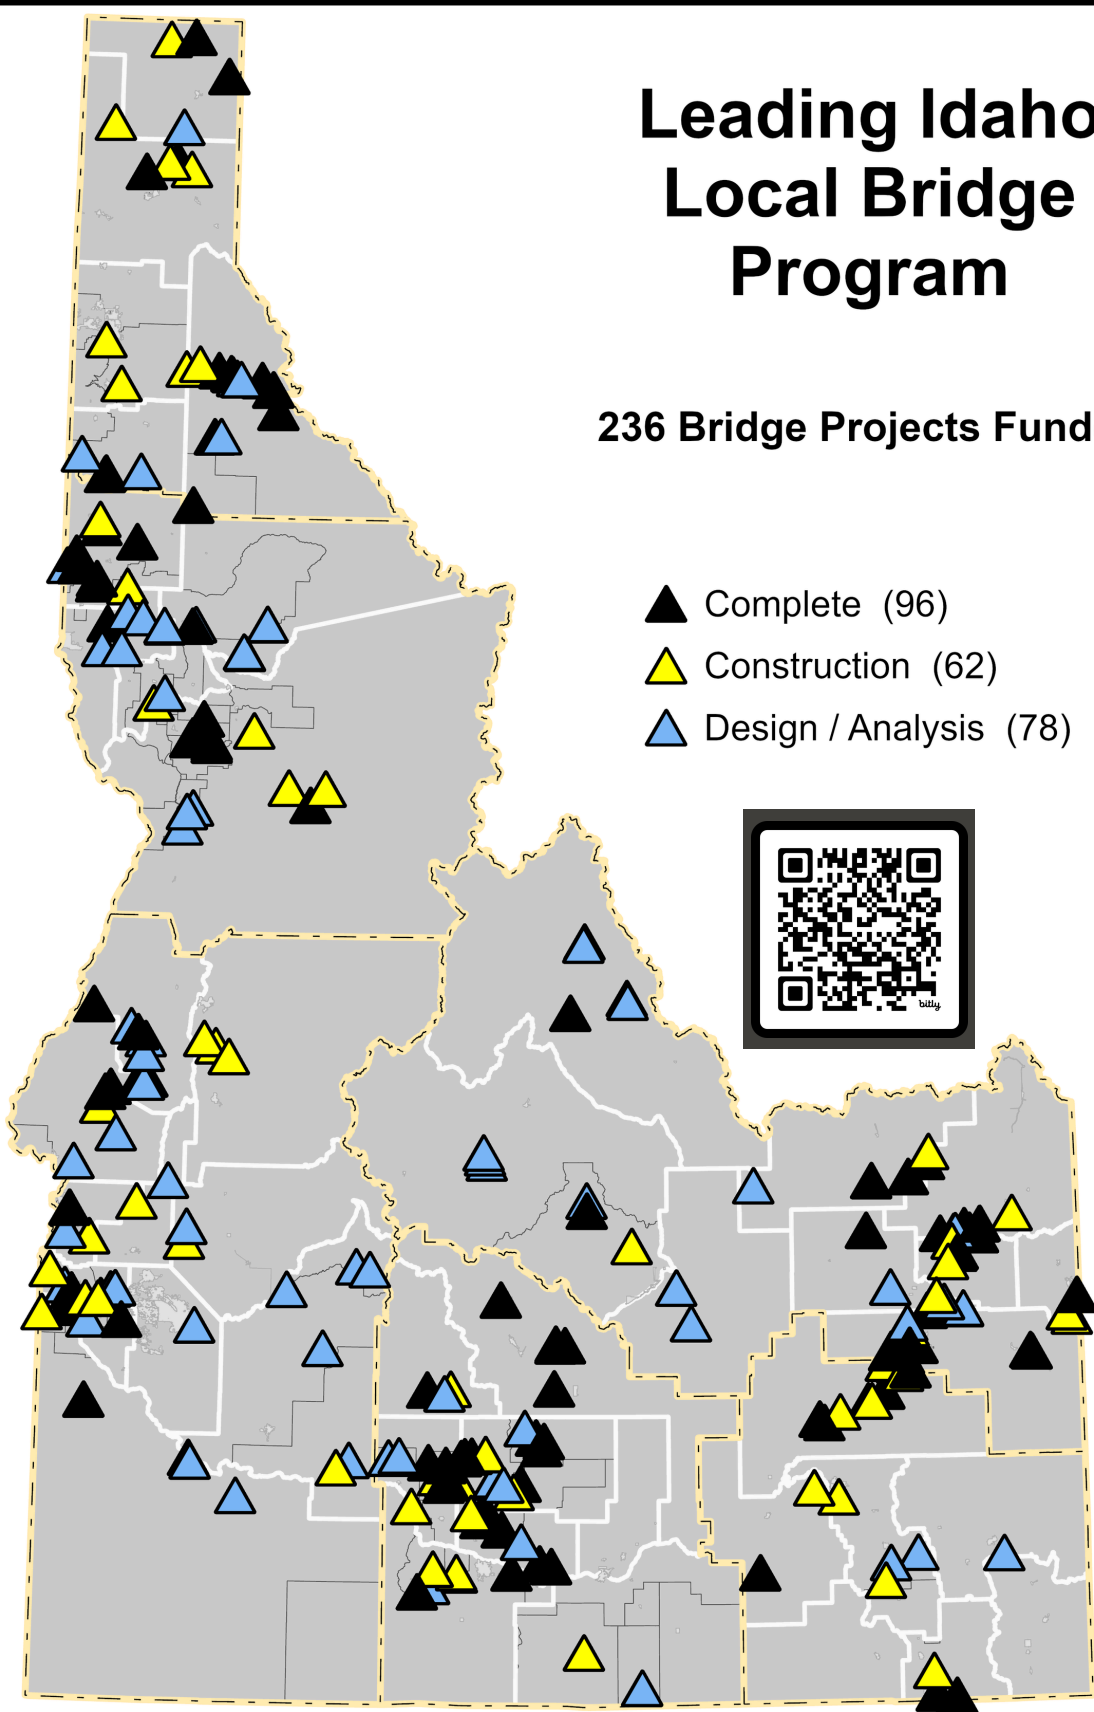 Leading Idaho
Local Bridge
Program
236 Bridge Projects Fund
Complete (96)
Construction (62)
Design / Analysis (78)
bitly